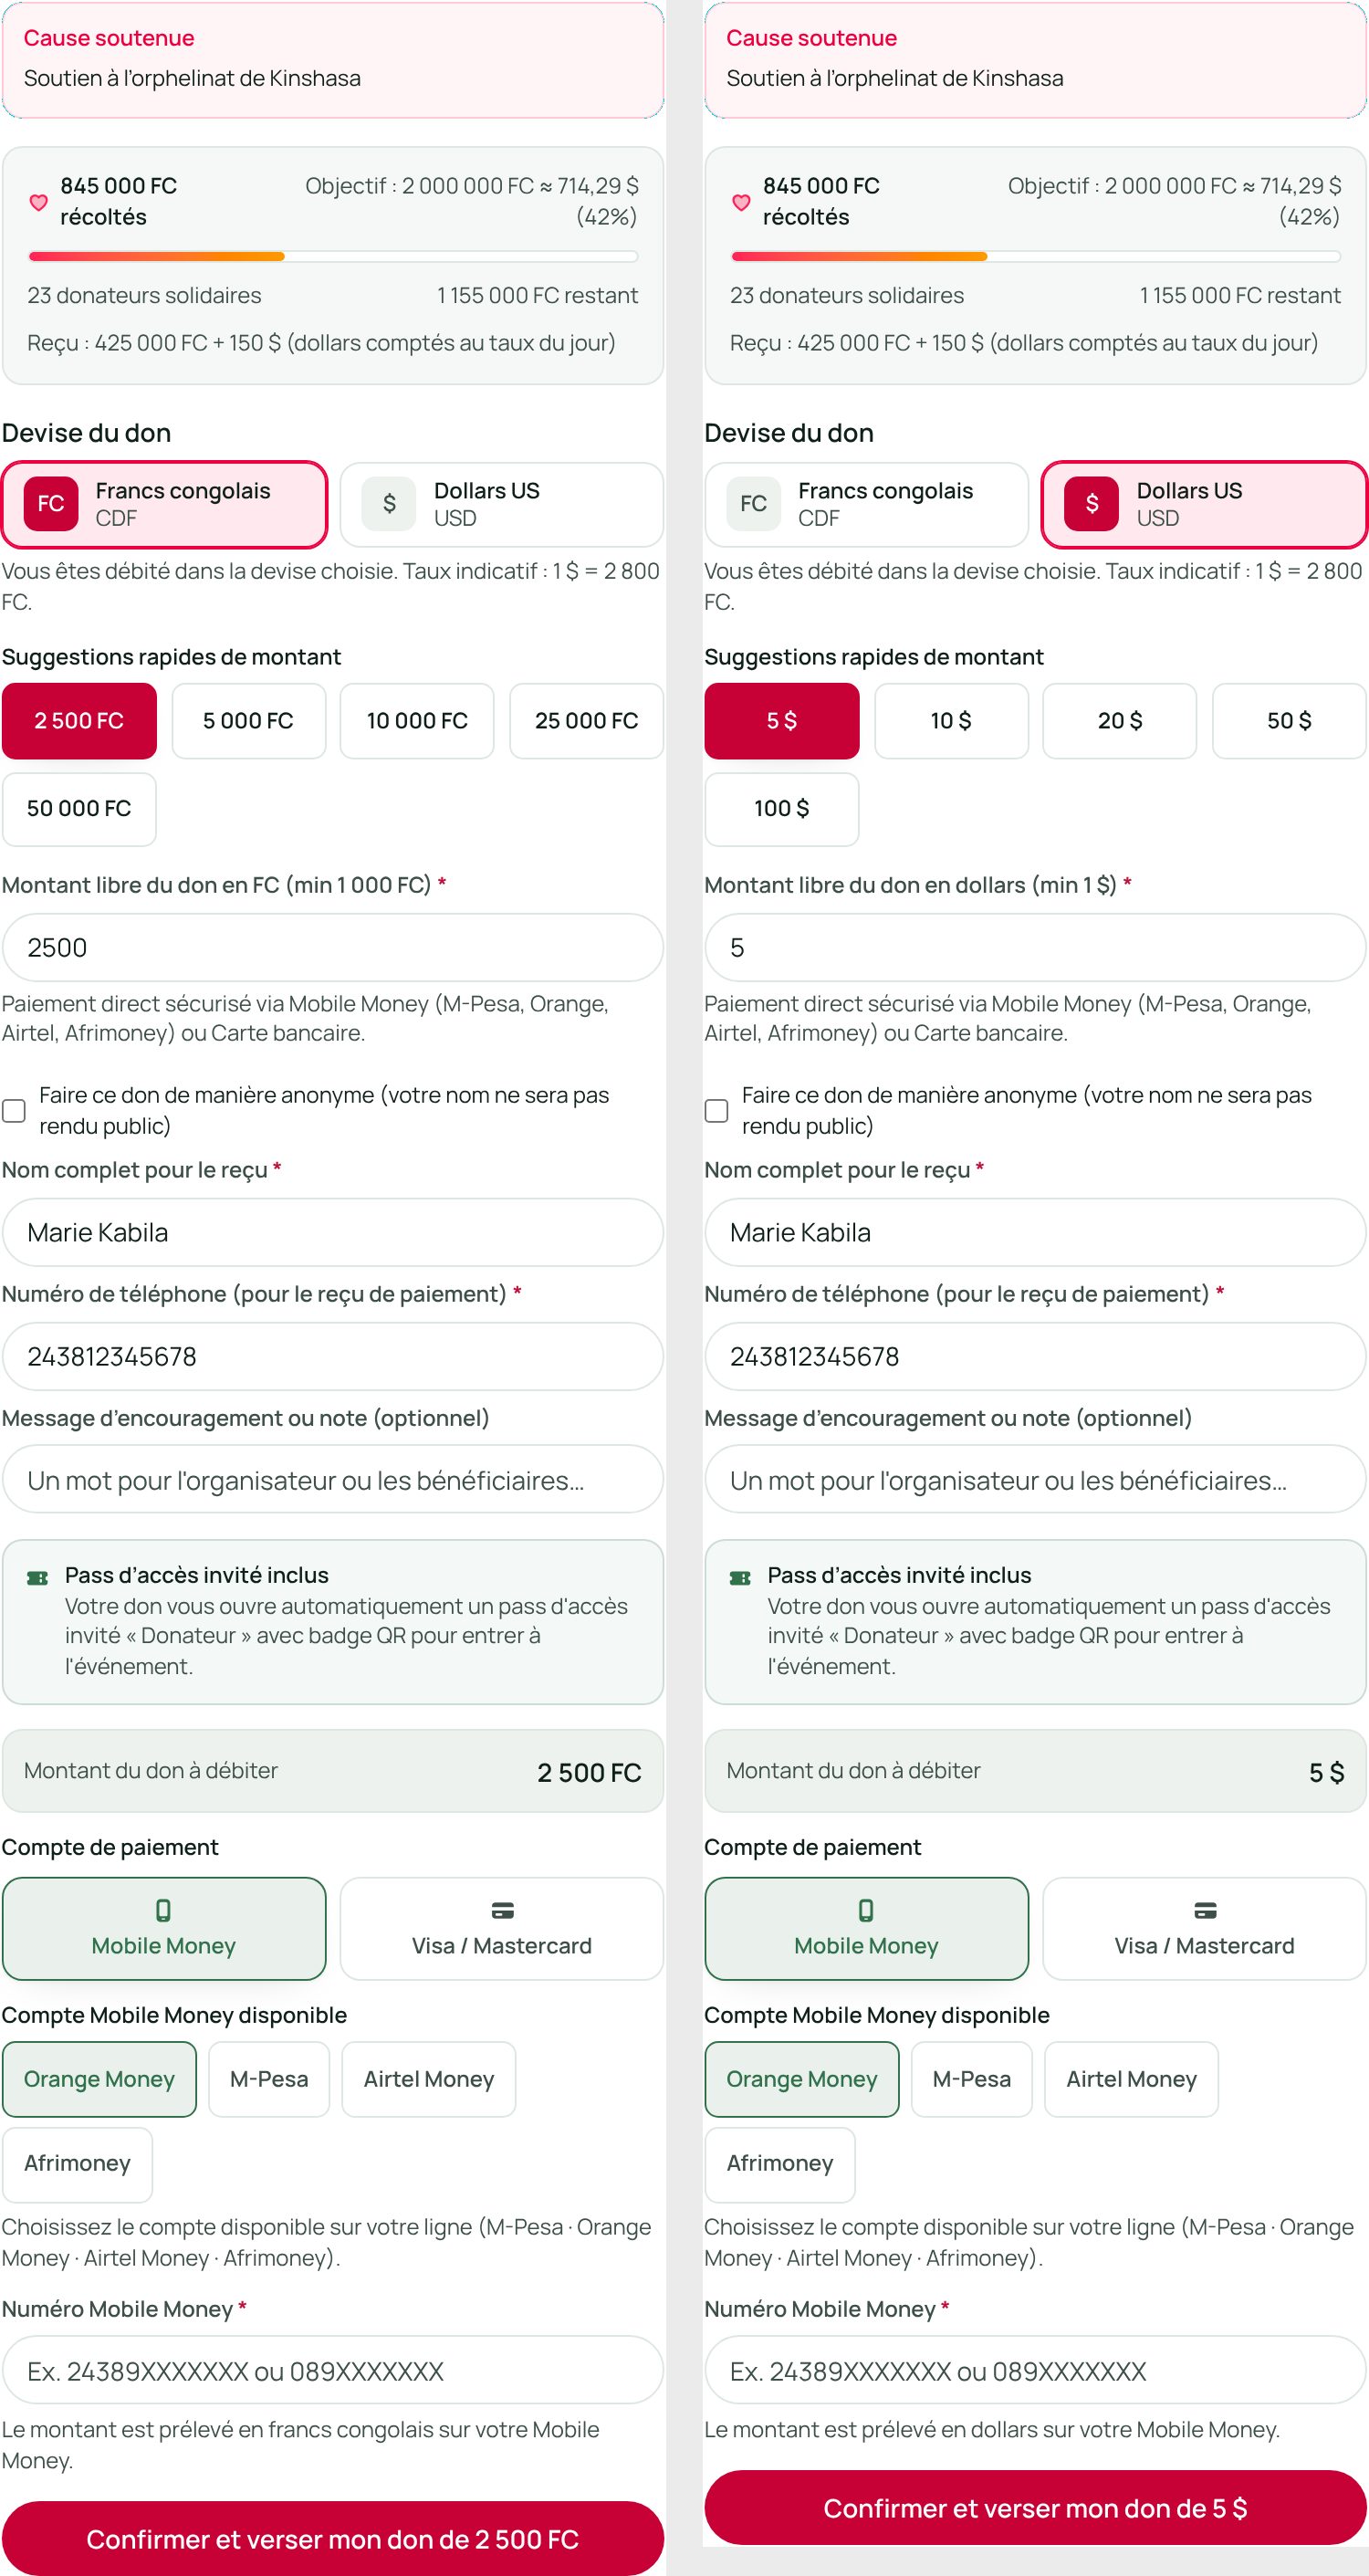 Cause soutenue
Soutien à l'orphelinat de Kinshasa
845 000 FC
récoltés
Objectif : 2 000 000 FC ≈ 714,29 $
(42%)
23 donateurs solidaires
1 155 000 FC restant
Reçu : 425 000 FC + 150 $ (dollars comptés au taux du jour)
Devise du don
FC
Francs congolais
CDF
$
Dollars US
USD
Vous êtes débité dans la devise choisie. Taux indicatif : 1 $ = 2 800
FC.
Suggestions rapides de montant
2 500 FC
5 000 FC
10 000 FC
25 000 FC
50 000 FC
Montant libre du don en FC (min 1 000 FC) *
2500
Paiement direct sécurisé via Mobile Money (M-Pesa, Orange,
Airtel, Afrimoney) ou Carte bancaire.
Faire ce don de manière anonyme (votre nom ne sera pas
rendu public)
Nom complet pour le reçu *
Marie Kabila
Numéro de téléphone (pour le reçu de paiement) *
243812345678
Message d'encouragement ou note (optionnel)
Un mot pour l'organisateur ou les bénéficiaires...
Pass d'accès invité inclus
Votre don vous ouvre automatiquement un pass d'accès
invité « Donateur » avec badge QR pour entrer à
l'événement.
Montant du don à débiter
2 500 FC
Compte de paiement
Mobile Money
Visa / Mastercard
Compte Mobile Money disponible
Orange Money
M-Pesa
Airtel Money
Afrimoney
Choisissez le compte disponible sur votre ligne (M-Pesa · Orange
Money · Airtel Money · Afrimoney).
Numéro Mobile Money *
Ex. 24389XXXXXXX ou 089XXXXXXX
Le montant est prélevé en francs congolais sur votre Mobile
Money.
Confirmer et verser mon don de 2 500 FC
Cause soutenue
Soutien à l'orphelinat de Kinshasa
845 000 FC
récoltés
Objectif : 2 000 000 FC ≈ 714,29 $
(42%)
23 donateurs solidaires
1 155 000 FC restant
Reçu : 425 000 FC + 150 $ (dollars comptés au taux du jour)
Devise du don
FC
Francs congolais
CDF
$
Dollars US
USD
Vous êtes débité dans la devise choisie. Taux indicatif : 1 $ = 2 800
FC.
Suggestions rapides de montant
5 $
10 $
20 $
50 $
100 $
Montant libre du don en dollars (min 1 $) *
5
Paiement direct sécurisé via Mobile Money (M-Pesa, Orange,
Airtel, Afrimoney) ou Carte bancaire.
Faire ce don de manière anonyme (votre nom ne sera pas
rendu public)
Nom complet pour le reçu *
Marie Kabila
Numéro de téléphone (pour le reçu de paiement) *
243812345678
Message d'encouragement ou note (optionnel)
Un mot pour l'organisateur ou les bénéficiaires...
Pass d'accès invité inclus
Votre don vous ouvre automatiquement un pass d'accès
invité « Donateur » avec badge QR pour entrer à
l'événement.
Montant du don à débiter
5 $
Compte de paiement
Mobile Money
Visa / Mastercard
Compte Mobile Money disponible
Orange Money
M-Pesa
Airtel Money
Afrimoney
Choisissez le compte disponible sur votre ligne (M-Pesa · Orange
Money · Airtel Money · Afrimoney).
Numéro Mobile Money *
Ex. 24389XXXXXXX ou 089XXXXXXX
Le montant est prélevé en dollars sur votre Mobile Money.
Confirmer et verser mon don de 5 $